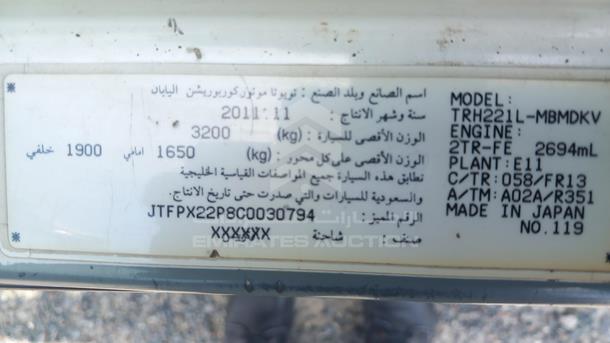 اسم الصانع وبلد الصنع : تويوتا موتوركوربوريشن اليابان
سنة وشهر الانتاج : 2011.11
الوزن الأقصى للسيارة : (kg) 3200
الوزن الأقصى على كل محور : (kg) 1650 امامي 1900 خلفي
تطابق هذه السيارة جميع المواصفات القياسية الخليجية
والسعودية للسيارات والتي صدرت حتى تاريخ الانتاج.
الرقم المميز : JTFPX22P8C0030794
صنف : شاحنة XXXXXX
MODEL:
TRH221L-MBMDKV
ENGINE:
2TR-FE 2694mL
PLANT:E11
C/TR:058/FR13
A/TM:A02A/R351
MADE IN JAPAN
NO.119
EMIRATES AUCTION